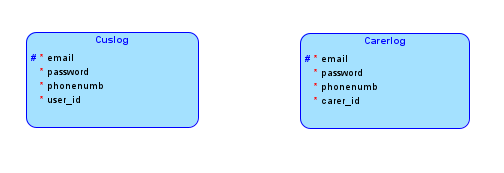 Cuslog
# * email
* password
* phonenumb
* user_id
Carerlog
# * email
* password
* phonenumb
* carer_id